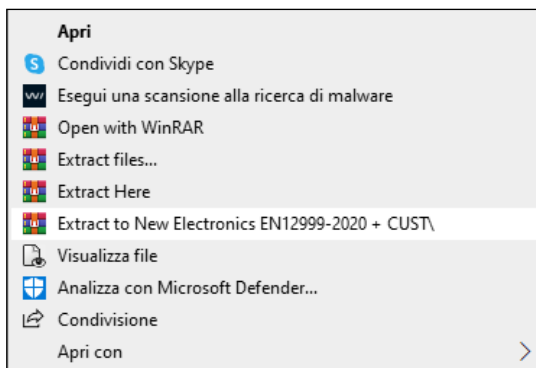 Apri
Condividi con Skype
Esegui una scansione alla ricerca di malware
Open with WinRAR
Extract files...
Extract Here
Extract to New Electronics EN12999-2020 + CUST\
Visualizza file
Analizza con Microsoft Defender...
Condivisione
Apri con